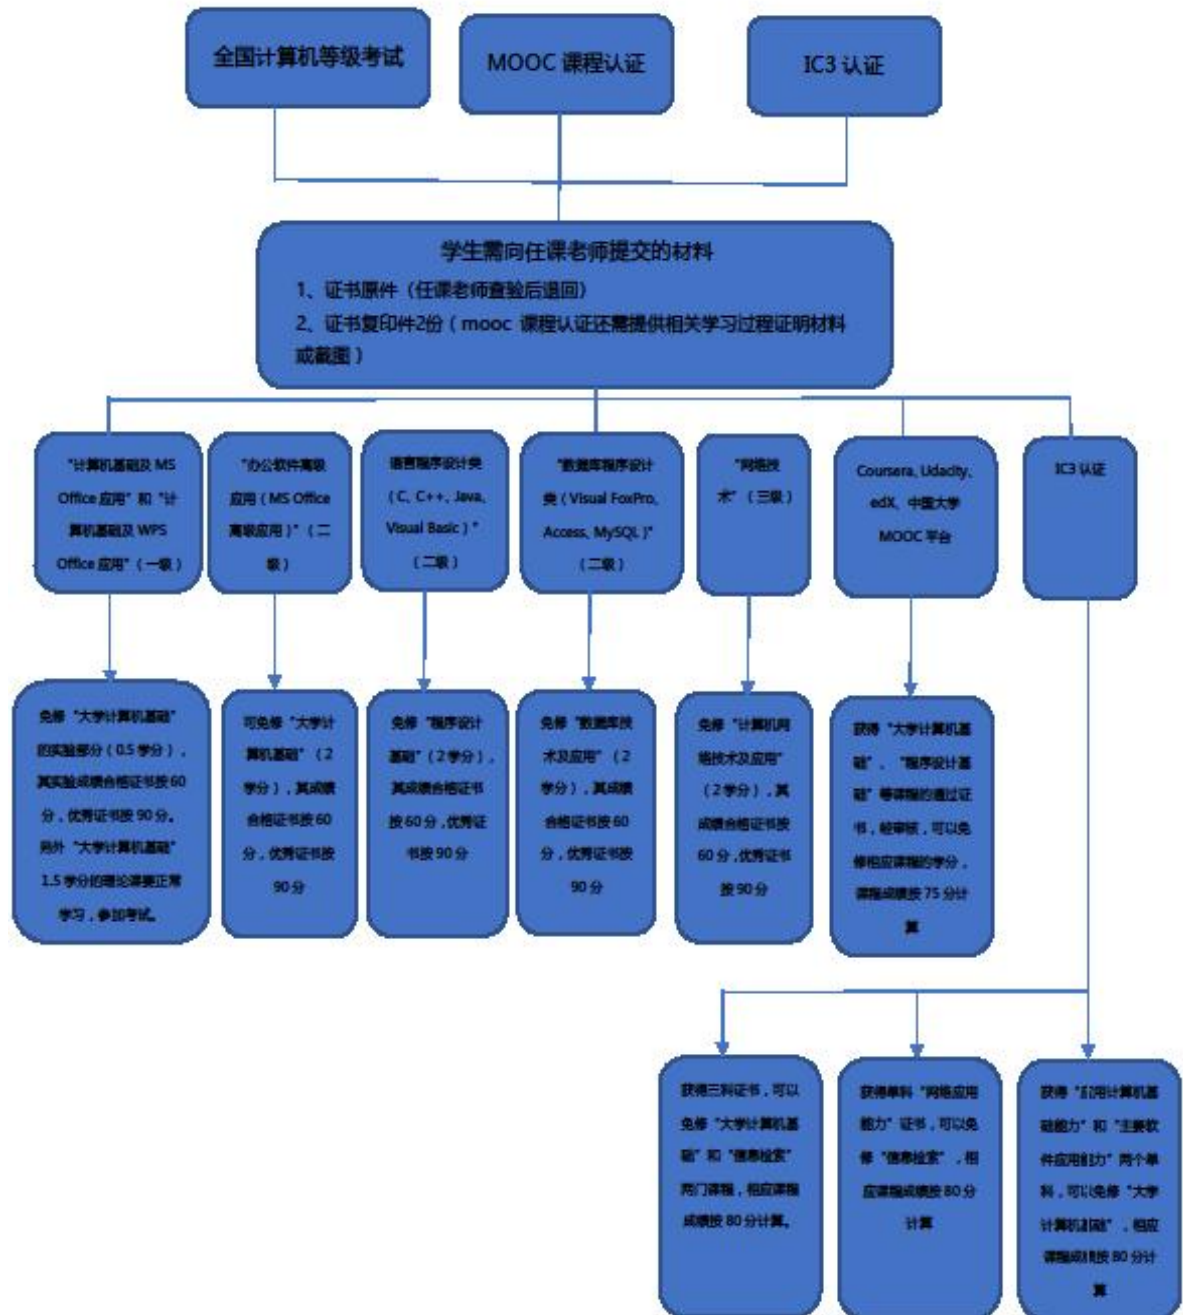 全国计算机等级考试
MOOC 课程认证
IC3 认证
学生需向任课老师提交的材料
1、证书原件（任课老师查验后退回）
2、证书复印件2份（mooc 课程认证还需提供相关学习过程证明材料
或截图）
"计算机基础及 MS
Office 应用" 和 "计
算机基础及 WPS
Office 应用"（一级）
"办公软件高级
应用（MS Office
高级应用）"（二
级）
语言程序设计类
（C、C++、Java、
Visual Basic）"
（二级）
"数据库程序设计
类（Visual FoxPro、
Access、MySQL）"
（二级）
"网络技
术"（三级）
Coursera、Udacity、
edX、中国大学
MOOC 平台
IC3 认证
免修 "大学计算机基础"
的实验部分（0.5 学分），
其实验成绩合格证书按 60
分，优秀证书按 90 分。
另外 "大学计算机基础"
1.5 学分的理论课要正常
学习，参加考试。
可免修 "大学计
算机基础"（2
学分），其成绩
合格证书按 60
分，优秀证书按
90 分
免修 "程序设计
基础"（2 学分），
其成绩合格证书
按 60 分，优秀证
书按 90 分
免修 "数据库技
术及应用"（2
学分），其成绩
合格证书按 60
分，优秀证书按
90 分
免修 "计算机网
络技术及应用"
（2 学分），其
成绩合格证书按
60 分，优秀证书
按 90 分
获得 "大学计算机基
础"、"程序设计基
础" 等课程的通过证
书，经审核，可以免
修相应课程的学分，
课程成绩按 75 分计
算
获得三科证书，可以
免修 "大学计算机基
础" 和 "信息检索"
两门课程，相应课程
成绩按 80 分计算。
获得单科 "网络应用
能力" 证书，可以免
修 "信息检索"，相
应课程成绩按 80 分
计算
获得 "应用计算机基
础能力" 和 "主要软
件应用能力" 两个单
科，可以免修 "大学
计算机基础"，相应
课程成绩按 80 分计
算